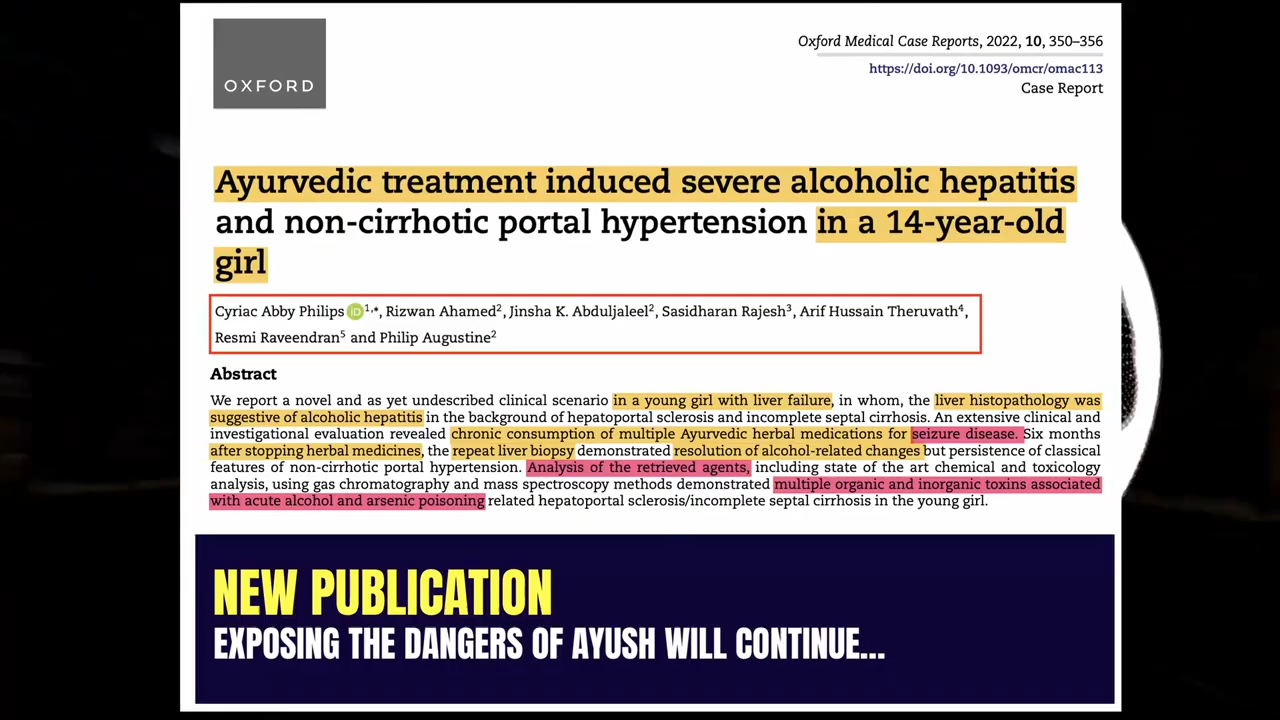 OXFORD
Oxford Medical Case Reports, 2022, 10, 350–356
https://doi.org/10.1093/omcr/omac113
Case Report
Ayurvedic treatment induced severe alcoholic hepatitis
and non-cirrhotic portal hypertension in a 14-year-old
girl
Cyriac Abby Philips iD 1,*, Rizwan Ahamed2, Jinsha K. Abduljaleel2, Sasidharan Rajesh3, Arif Hussain Theruvath4,
Resmi Raveendran5 and Philip Augustine2
Abstract
We report a novel and as yet undescribed clinical scenario in a young girl with liver failure, in whom, the liver histopathology was
suggestive of alcoholic hepatitis in the background of hepatoportal sclerosis and incomplete septal cirrhosis. An extensive clinical and
investigational evaluation revealed chronic consumption of multiple Ayurvedic herbal medications for seizure disease. Six months
after stopping herbal medicines, the repeat liver biopsy demonstrated resolution of alcohol-related changes but persistence of classical
features of non-cirrhotic portal hypertension. Analysis of the retrieved agents, including state of the art chemical and toxicology
analysis, using gas chromatography and mass spectroscopy methods demonstrated multiple organic and inorganic toxins associated
with acute alcohol and arsenic poisoning related hepatoportal sclerosis/incomplete septal cirrhosis in the young girl.
NEW PUBLICATION
EXPOSING THE DANGERS OF AYUSH WILL CONTINUE...